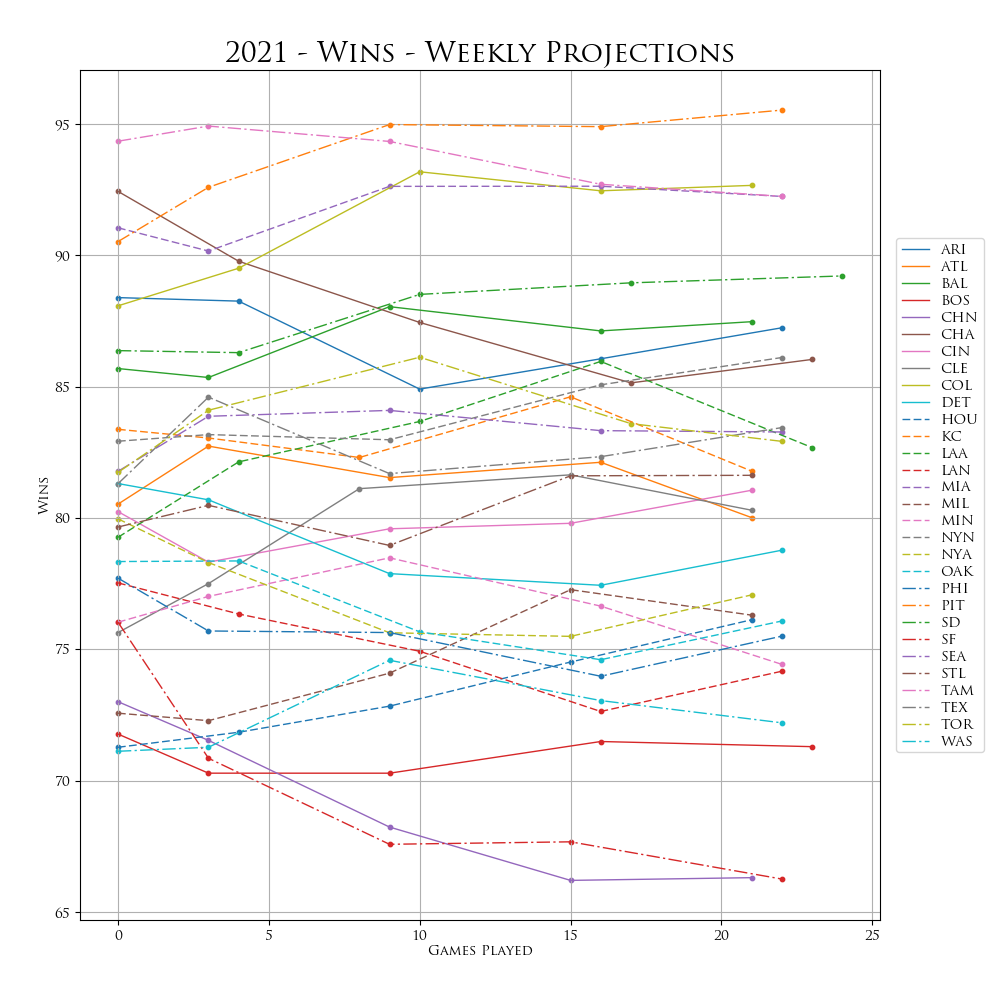 2021 - Wins - Weekly Projections
95
90
85
80
75
70
65
Wins
0 5 10 15 20 25
Games Played
ARI
ATL
BAL
BOS
CHN
CHA
CIN
CLE
COL
DET
HOU
KC
LAA
LAN
MIA
MIL
MIN
NYN
NYA
OAK
PHI
PIT
SD
SF
SEA
STL
TAM
TEX
TOR
WAS